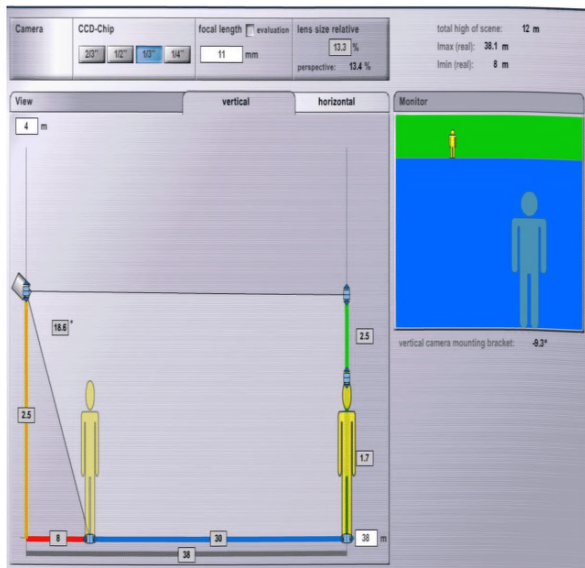 Camera
CCD-Chip
2/3" 1/2" 1/3" 1/4"
focal length evaluation
11 mm
lens size relative
13.3 %
perspective: 13.4 %
total high of scene: 12 m
lmax (real): 38.1 m
lmin (real): 8 m
View
vertical
horizontal
4 m
18.6 °
2.5
2.5
1.7
8
30
38 m
38
Monitor
vertical camera mounting bracket: -9.3°